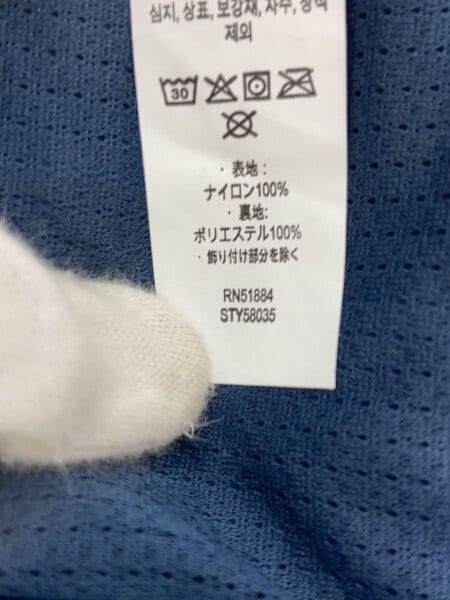 심지, 상표, 보강재, 자수, 장식
제외
30
・表地:
ナイロン100%
・裏地:
ポリエステル100%
・飾り付け部分を除く
RN51884
STY58035